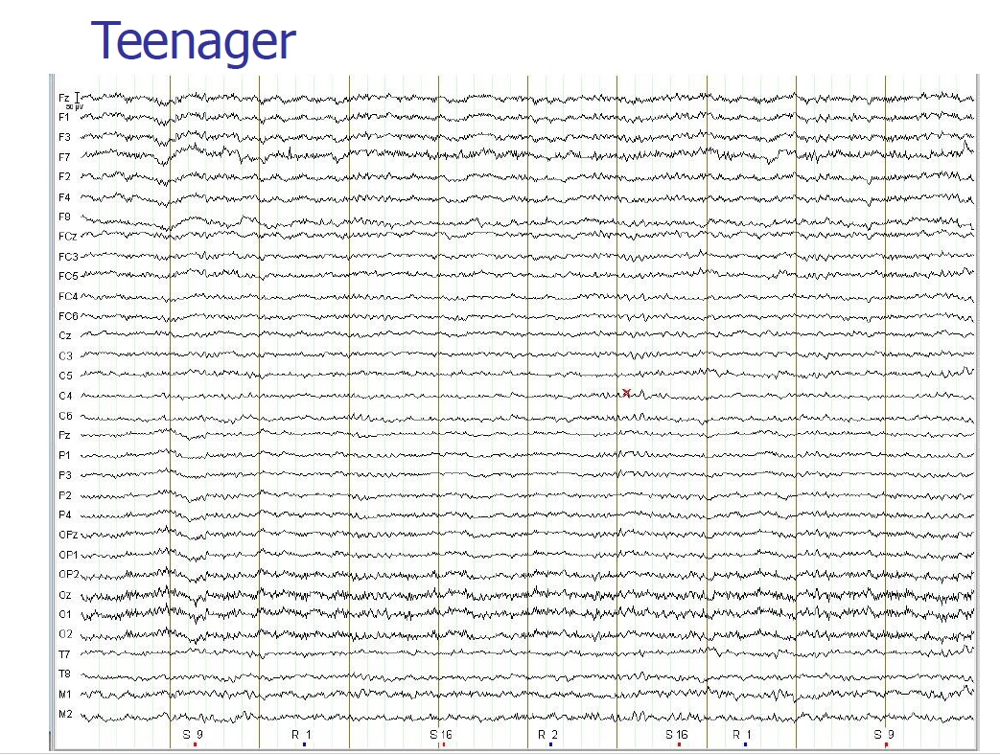 Teenager
Fz
50 µV
F1
F3
F7
F2
F4
F8
FCz
FC3
FC5
FC4
FC6
Cz
C3
C5
C4
C6
Pz
P1
P3
P2
P4
OPz
OP1
OP2
Oz
O1
O2
T7
T8
M1
M2
S 9 R 1 S 16 R 2 S 16 R 1 S 9